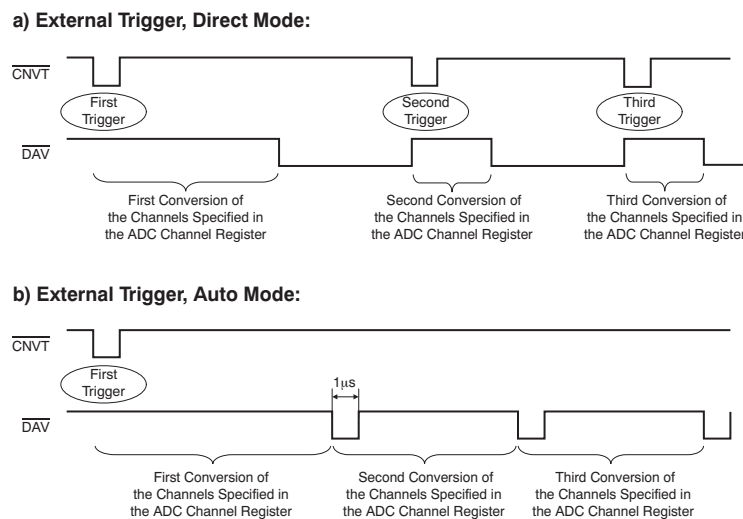 a) External Trigger, Direct Mode:
CNVT
First
Trigger
Second
Trigger
Third
Trigger
DAV
First Conversion of
the Channels Specified in
the ADC Channel Register
Second Conversion of
the Channels Specified in
the ADC Channel Register
Third Conversion of
the Channels Specified in
the ADC Channel Register
b) External Trigger, Auto Mode:
CNVT
First
Trigger
1μs
DAV
First Conversion of
the Channels Specified in
the ADC Channel Register
Second Conversion of
the Channels Specified in
the ADC Channel Register
Third Conversion of
the Channels Specified in
the ADC Channel Register